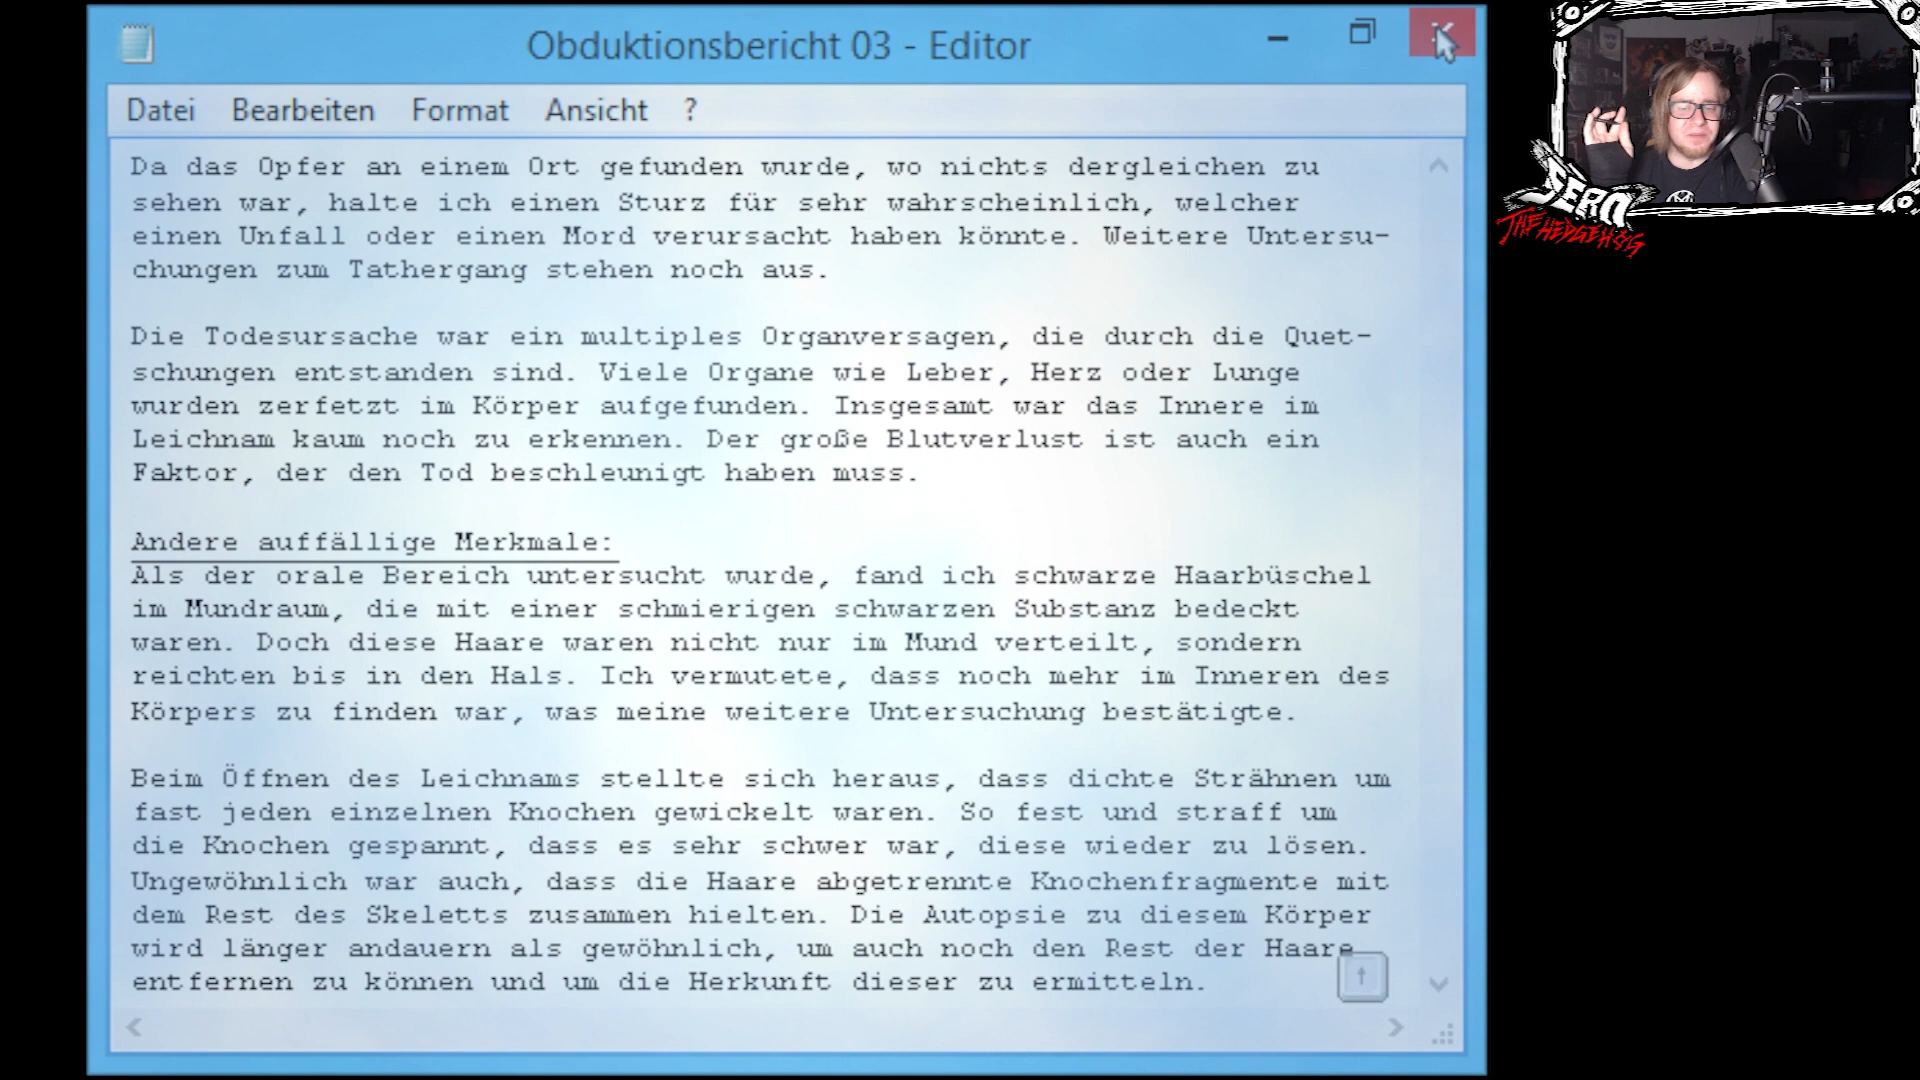 Obduktionsbericht 03 - Editor
Datei Bearbeiten Format Ansicht ?
Da das Opfer an einem Ort gefunden wurde, wo nichts dergleichen zu
sehen war, halte ich einen Sturz für sehr wahrscheinlich, welcher
einen Unfall oder einen Mord verursacht haben könnte. Weitere Untersu-
chungen zum Tathergang stehen noch aus.
Die Todesursache war ein multiples Organversagen, die durch die Quet-
schungen entstanden sind. Viele Organe wie Leber, Herz oder Lunge
wurden zerfetzt im Körper aufgefunden. Insgesamt war das Innere im
Leichnam kaum noch zu erkennen. Der große Blutverlust ist auch ein
Faktor, der den Tod beschleunigt haben muss.
Andere auffällige Merkmale:
Als der orale Bereich untersucht wurde, fand ich schwarze Haarbüschel
im Mundraum, die mit einer schmierigen schwarzen Substanz bedeckt
waren. Doch diese Haare waren nicht nur im Mund verteilt, sondern
reichten bis in den Hals. Ich vermutete, dass noch mehr im Inneren des
Körpers zu finden war, was meine weitere Untersuchung bestätigte.
Beim Öffnen des Leichnams stellte sich heraus, dass dichte Strähnen um
fast jeden einzelnen Knochen gewickelt waren. So fest und straff um
die Knochen gespannt, dass es sehr schwer war, diese wieder zu lösen.
Ungewöhnlich war auch, dass die Haare abgetrennte Knochenfragmente mit
dem Rest des Skeletts zusammen hielten. Die Autopsie zu diesem Körper
wird länger andauern als gewöhnlich, um auch noch den Rest der Haare
entfernen zu können und um die Herkunft dieser zu ermitteln.
SERO
THE HEDGEHOG